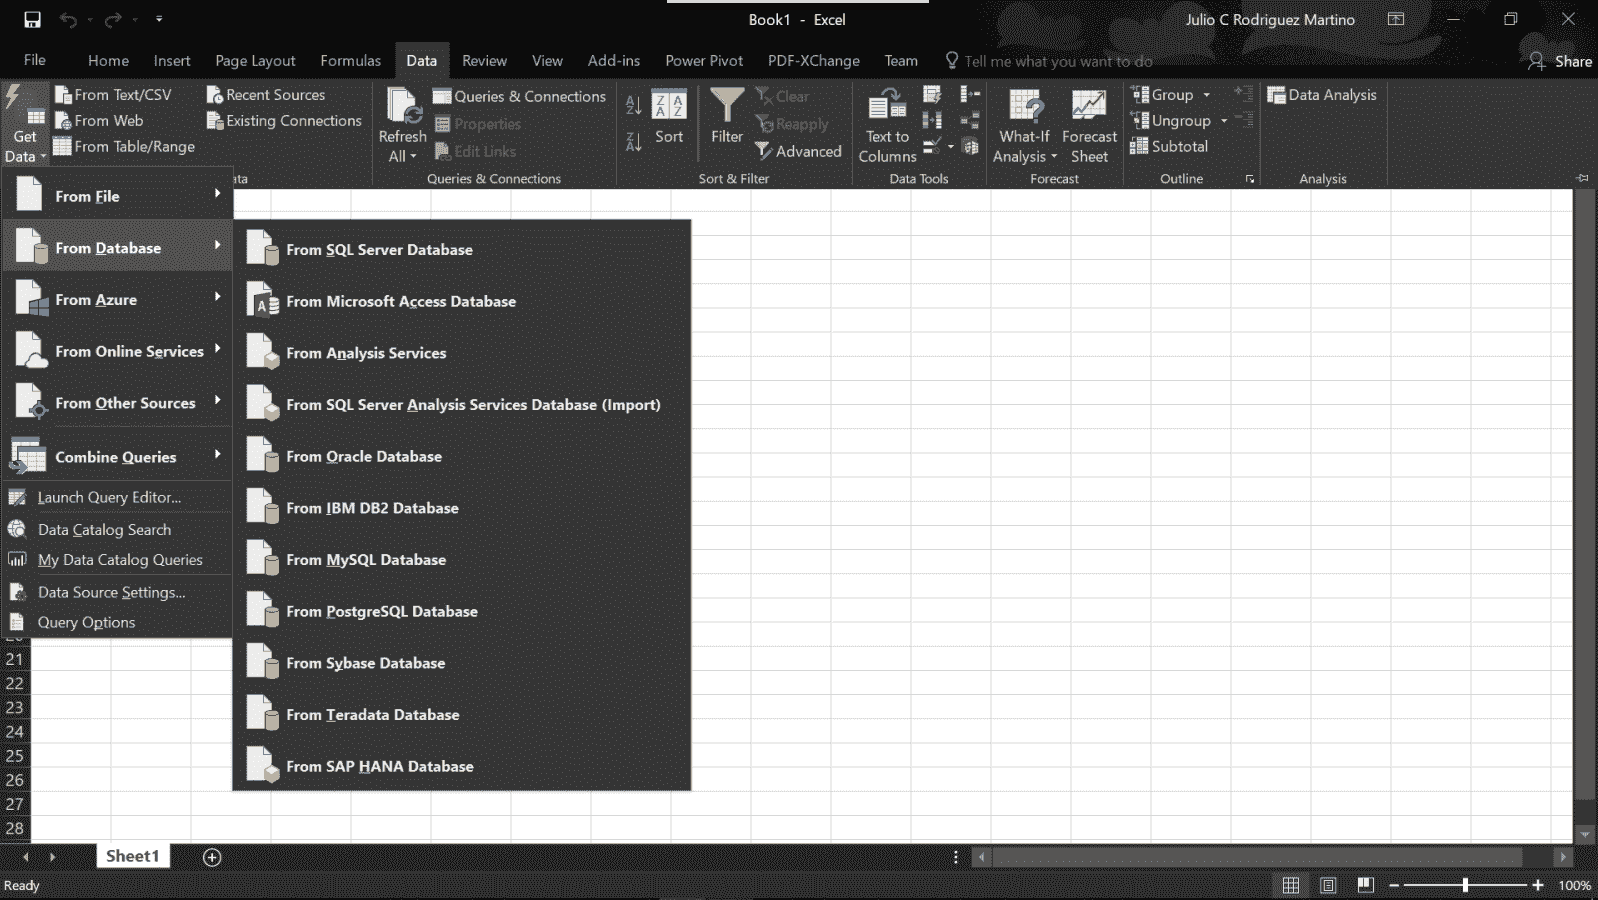 Book1 - Excel
Julio C Rodriguez Martino
File Home Insert Page Layout Formulas Data Review View Add-ins Power Pivot PDF-XChange Team Tell me what you want to do Share
Get Data
From Text/CSV
From Web
From Table/Range
Recent Sources
Existing Connections
Refresh All
Queries & Connections
Properties
Edit Links
Queries & Connections
Sort
Filter
Clear
Reapply
Advanced
Sort & Filter
Text to Columns
Data Tools
What-If Analysis
Forecast Sheet
Forecast
Group
Ungroup
Subtotal
Outline
Data Analysis
Analysis
From File
From Database
From Azure
From Online Services
From Other Sources
Combine Queries
Launch Query Editor...
Data Catalog Search
My Data Catalog Queries
Data Source Settings...
Query Options
From SQL Server Database
From Microsoft Access Database
From Analysis Services
From SQL Server Analysis Services Database (Import)
From Oracle Database
From IBM DB2 Database
From MySQL Database
From PostgreSQL Database
From Sybase Database
From Teradata Database
From SAP HANA Database
21
22
23
24
25
26
27
28
Sheet1
Ready
100%